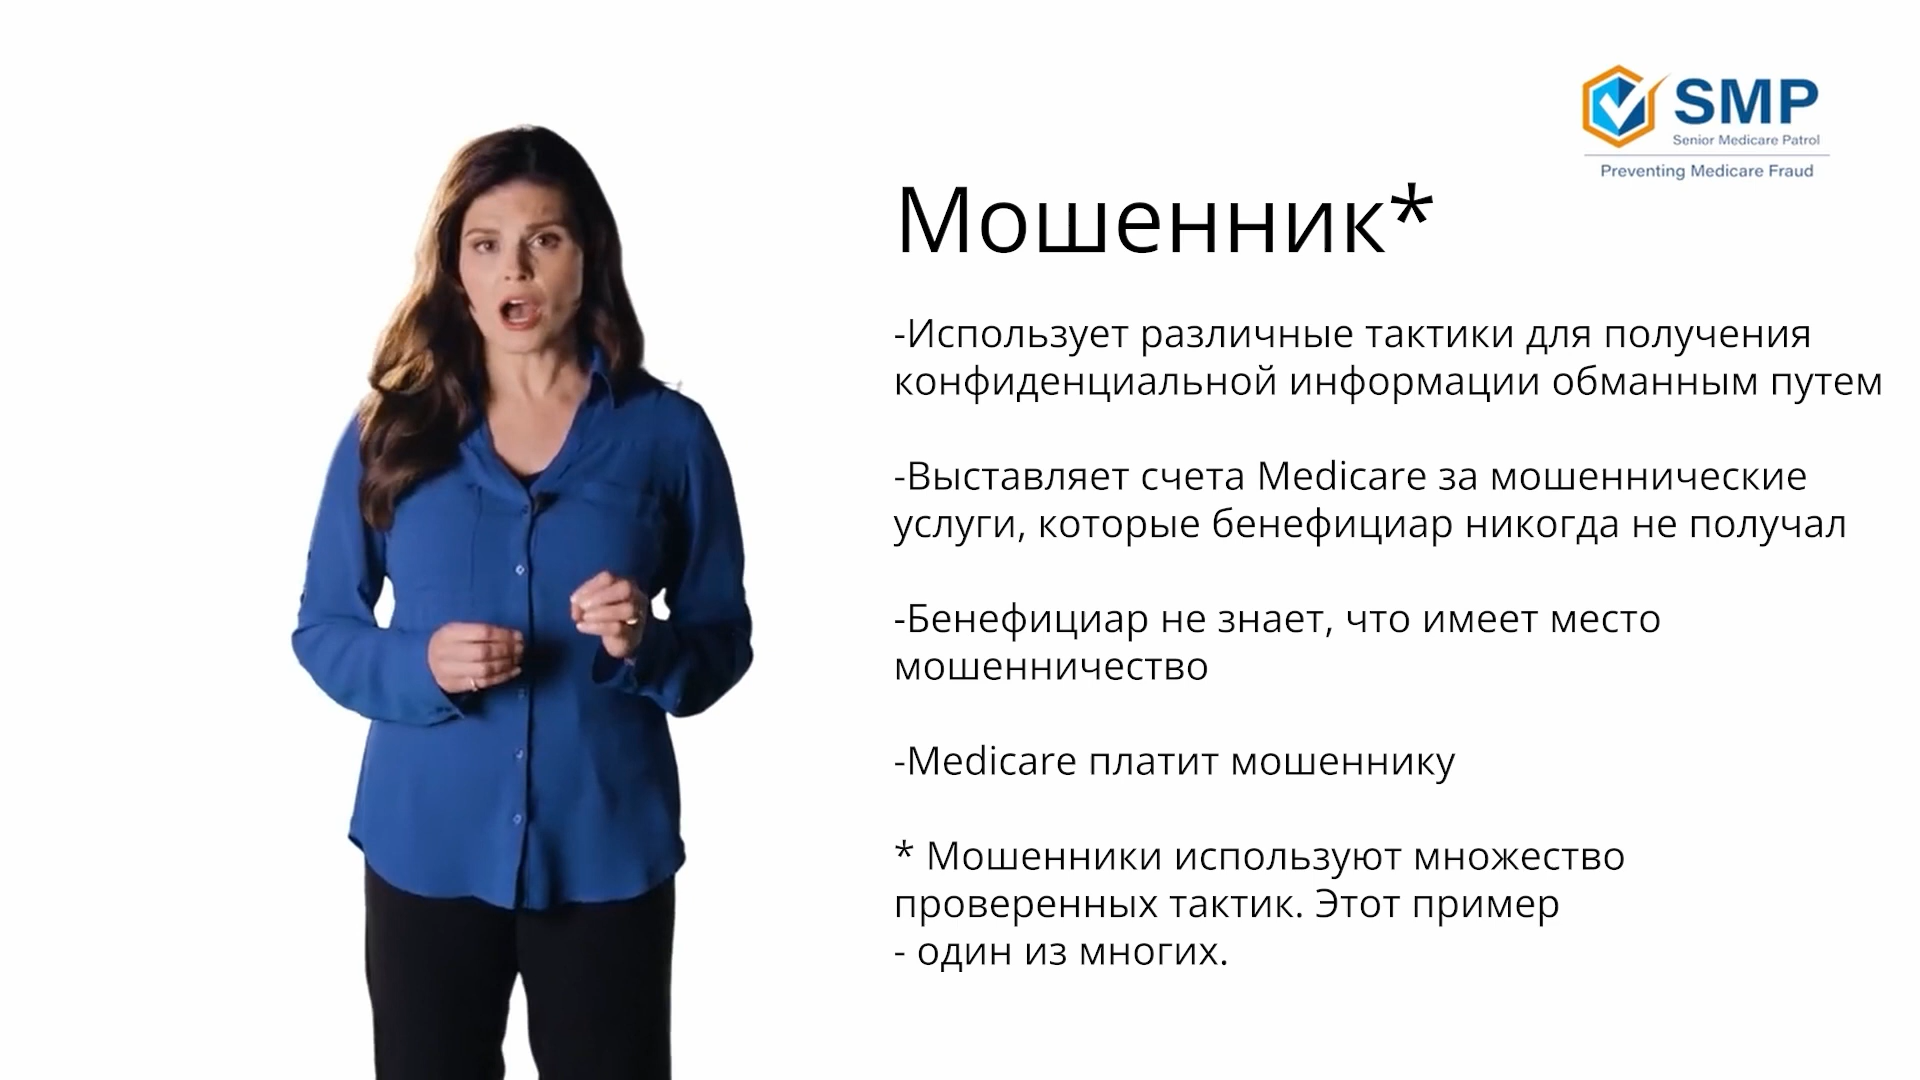 SMP
Senior Medicare Patrol
Preventing Medicare Fraud
Мошенник*
-Использует различные тактики для получения
конфиденциальной информации обманным путем
-Выставляет счета Medicare за мошеннические
услуги, которые бенефициар никогда не получал
-Бенефициар не знает, что имеет место
мошенничество
-Medicare платит мошеннику
* Мошенники используют множество
проверенных тактик. Этот пример
- один из многих.